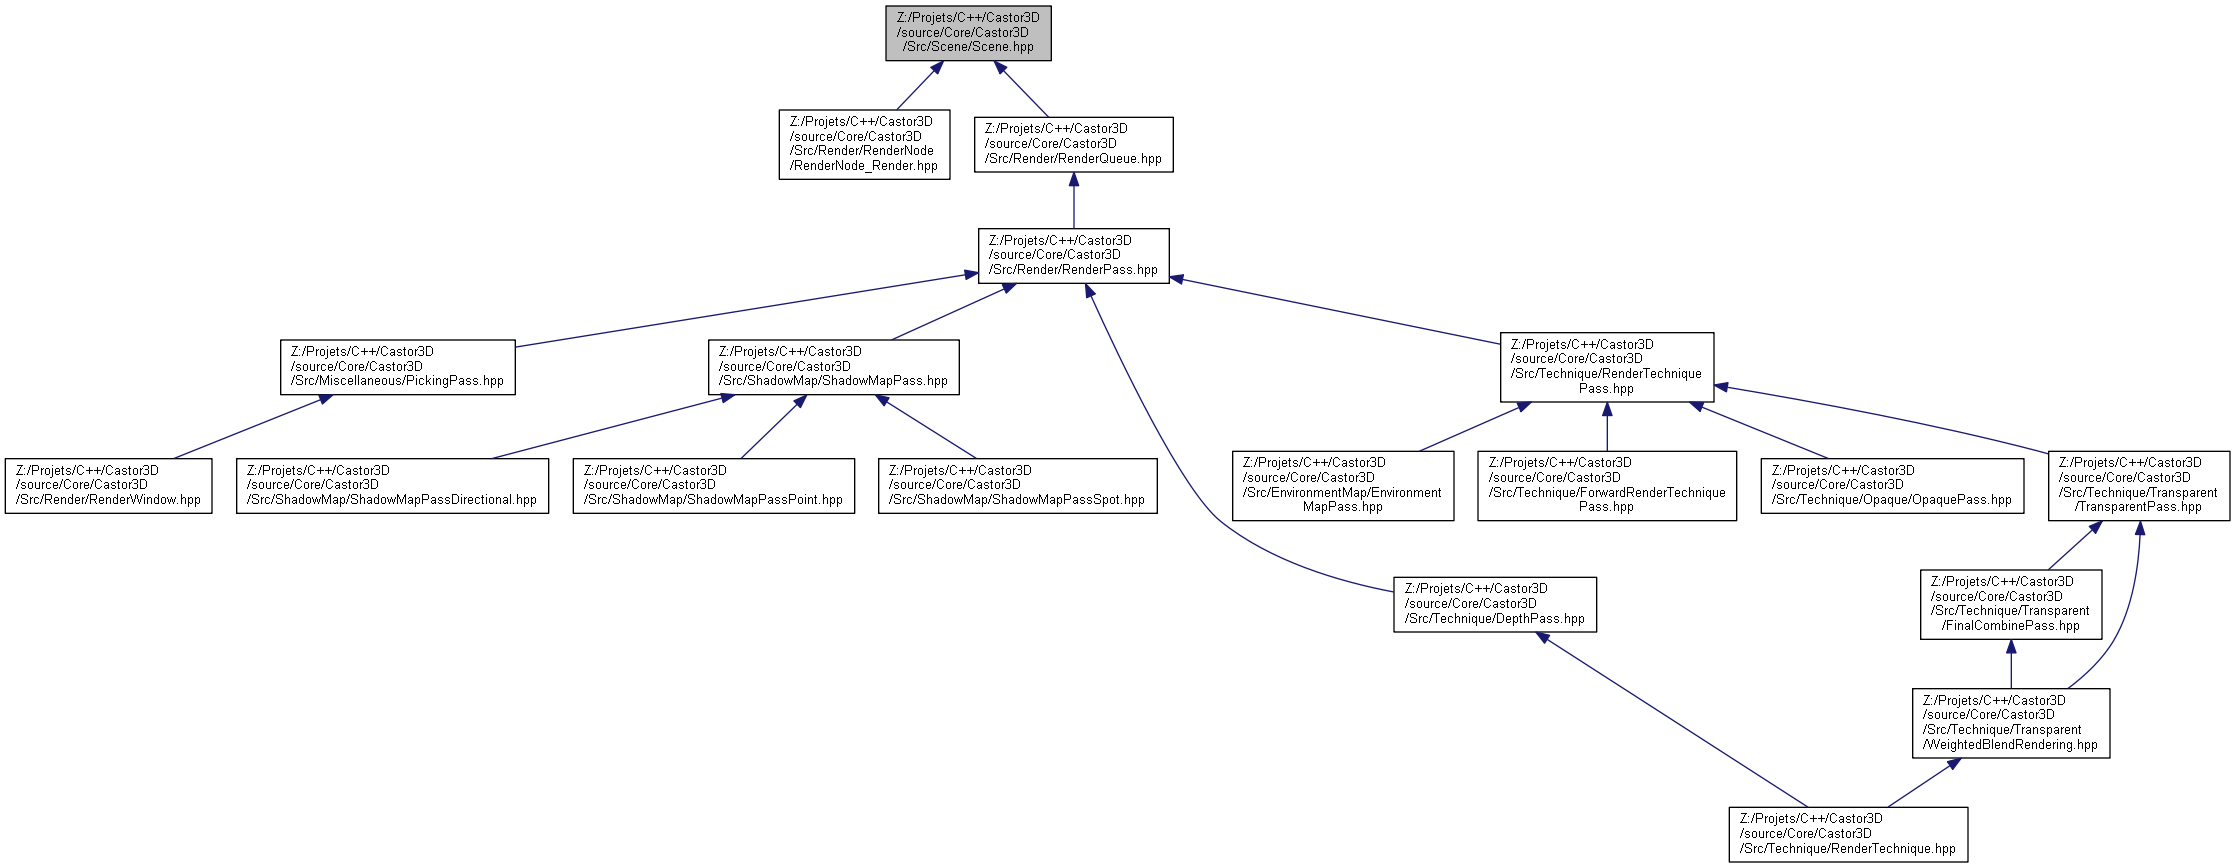 Z:/Projets/C++/Castor3D
/source/Core/Castor3D
/Src/Scene/Scene.hpp
Z:/Projets/C++/Castor3D
/source/Core/Castor3D
/Src/Render/RenderNode
/RenderNode_Render.hpp
Z:/Projets/C++/Castor3D
/source/Core/Castor3D
/Src/Render/RenderQueue.hpp
Z:/Projets/C++/Castor3D
/source/Core/Castor3D
/Src/Render/RenderPass.hpp
Z:/Projets/C++/Castor3D
/source/Core/Castor3D
/Src/Miscellaneous/PickingPass.hpp
Z:/Projets/C++/Castor3D
/source/Core/Castor3D
/Src/ShadowMap/ShadowMapPass.hpp
Z:/Projets/C++/Castor3D
/source/Core/Castor3D
/Src/Technique/RenderTechnique
Pass.hpp
Z:/Projets/C++/Castor3D
/source/Core/Castor3D
/Src/Render/RenderWindow.hpp
Z:/Projets/C++/Castor3D
/source/Core/Castor3D
/Src/ShadowMap/ShadowMapPassDirectional.hpp
Z:/Projets/C++/Castor3D
/source/Core/Castor3D
/Src/ShadowMap/ShadowMapPassPoint.hpp
Z:/Projets/C++/Castor3D
/source/Core/Castor3D
/Src/ShadowMap/ShadowMapPassSpot.hpp
Z:/Projets/C++/Castor3D
/source/Core/Castor3D
/Src/EnvironmentMap/Environment
MapPass.hpp
Z:/Projets/C++/Castor3D
/source/Core/Castor3D
/Src/Technique/ForwardRenderTechnique
Pass.hpp
Z:/Projets/C++/Castor3D
/source/Core/Castor3D
/Src/Technique/Opaque/OpaquePass.hpp
Z:/Projets/C++/Castor3D
/source/Core/Castor3D
/Src/Technique/Transparent
/TransparentPass.hpp
Z:/Projets/C++/Castor3D
/source/Core/Castor3D
/Src/Technique/DepthPass.hpp
Z:/Projets/C++/Castor3D
/source/Core/Castor3D
/Src/Technique/Transparent
/FinalCombinePass.hpp
Z:/Projets/C++/Castor3D
/source/Core/Castor3D
/Src/Technique/Transparent
/WeightedBlendRendering.hpp
Z:/Projets/C++/Castor3D
/source/Core/Castor3D
/Src/Technique/RenderTechnique.hpp